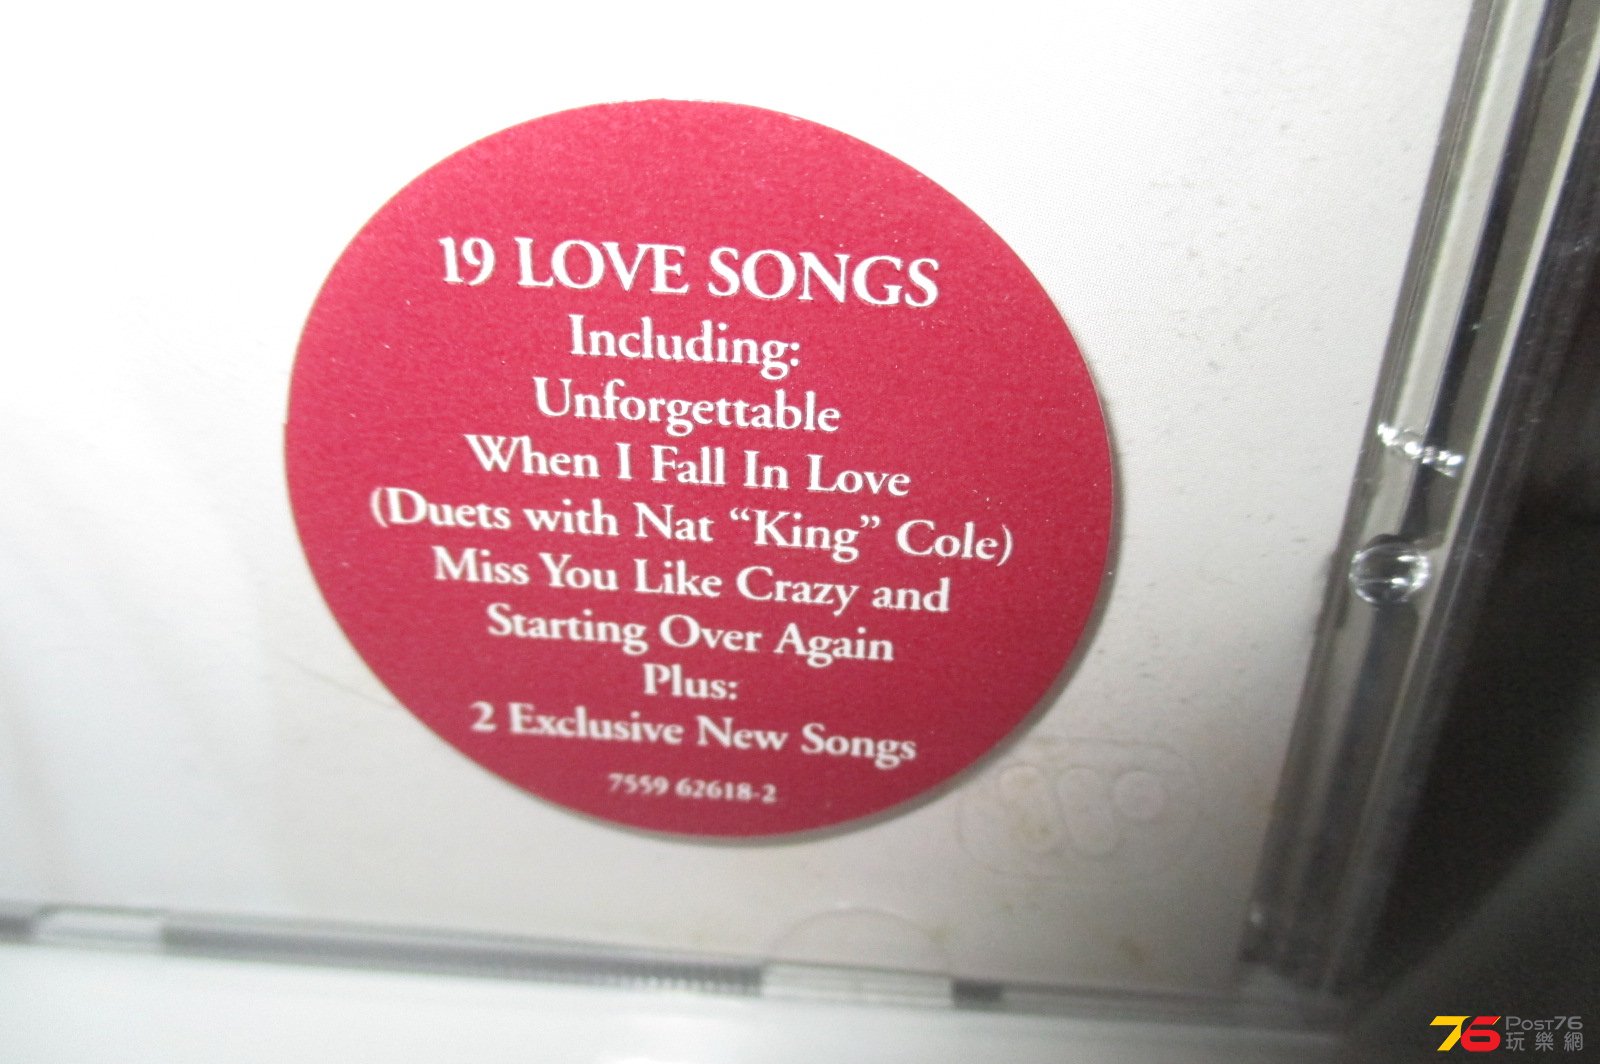 19 LOVE SONGS
Including:
Unforgettable
When I Fall In Love
(Duets with Nat “King” Cole)
Miss You Like Crazy and
Starting Over Again
Plus:
2 Exclusive New Songs
7559 62618-2
76 Post76
玩樂網